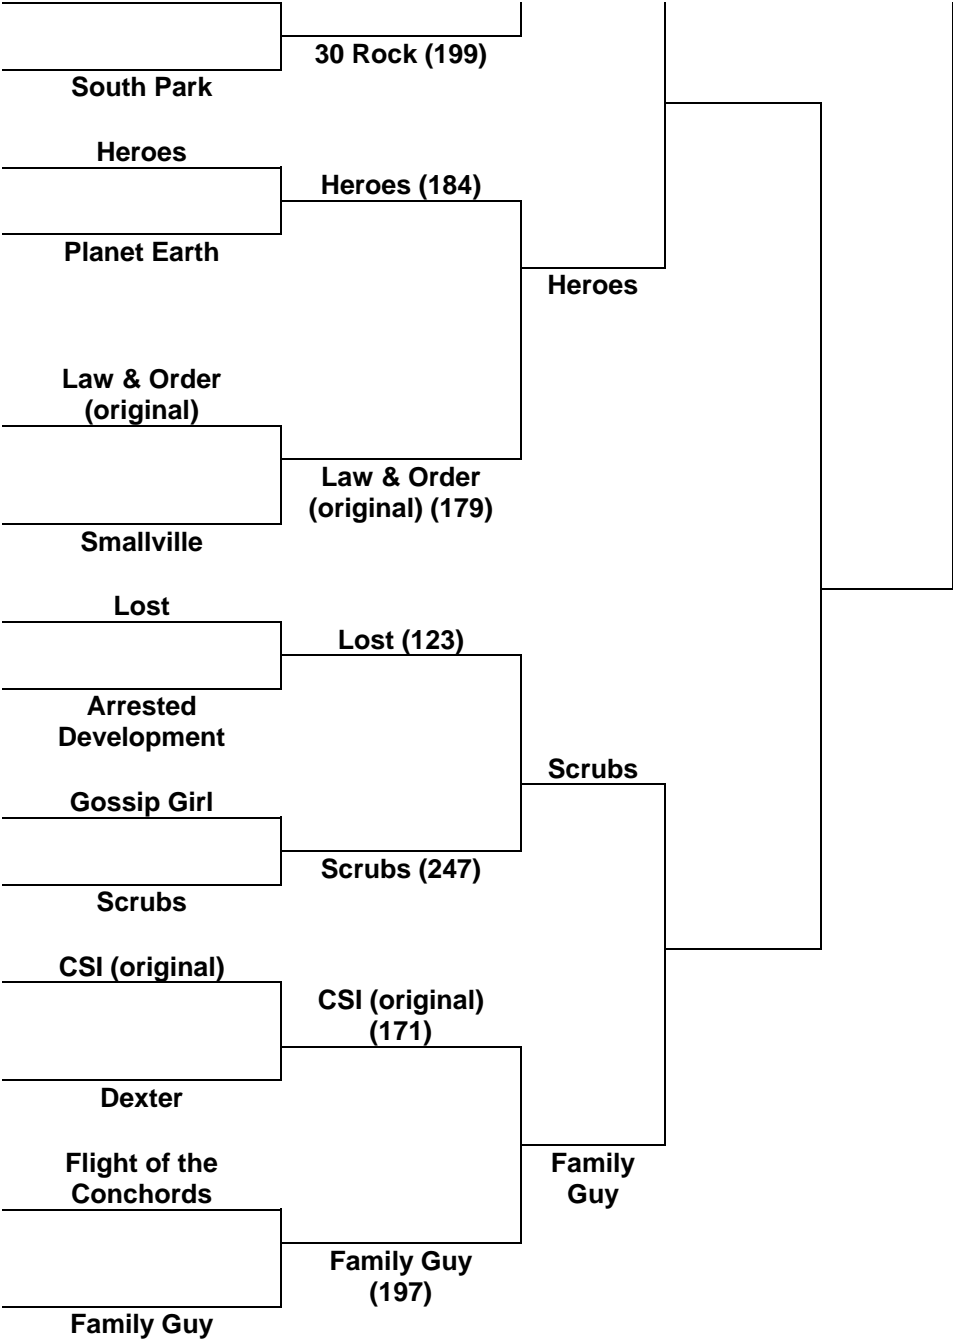 30 Rock (199)
South Park
Heroes
Heroes (184)
Planet Earth
Heroes
Law & Order
(original)
Law & Order
(original) (179)
Smallville
Lost
Lost (123)
Arrested
Development
Scrubs
Gossip Girl
Scrubs (247)
Scrubs
CSI (original)
CSI (original)
(171)
Dexter
Flight of the
Conchords
Family
Guy
Family Guy
(197)
Family Guy